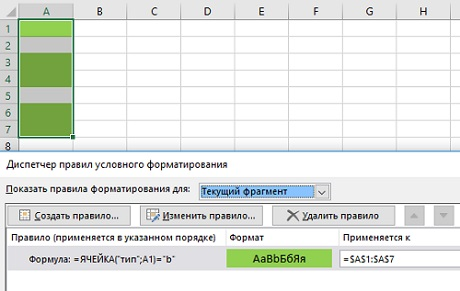 A B C D E F G H
1
2
3
4
5
6
7
8
Диспетчер правил условного форматирования
Показать правила форматирования для: Текущий фрагмент
Создать правило... Изменить правило... Удалить правило
Правило (применяется в указанном порядке) Формат Применяется к
Формула: =ЯЧЕЙКА("тип";A1)="b" АаВbБбЯя =$A$1:$A$7